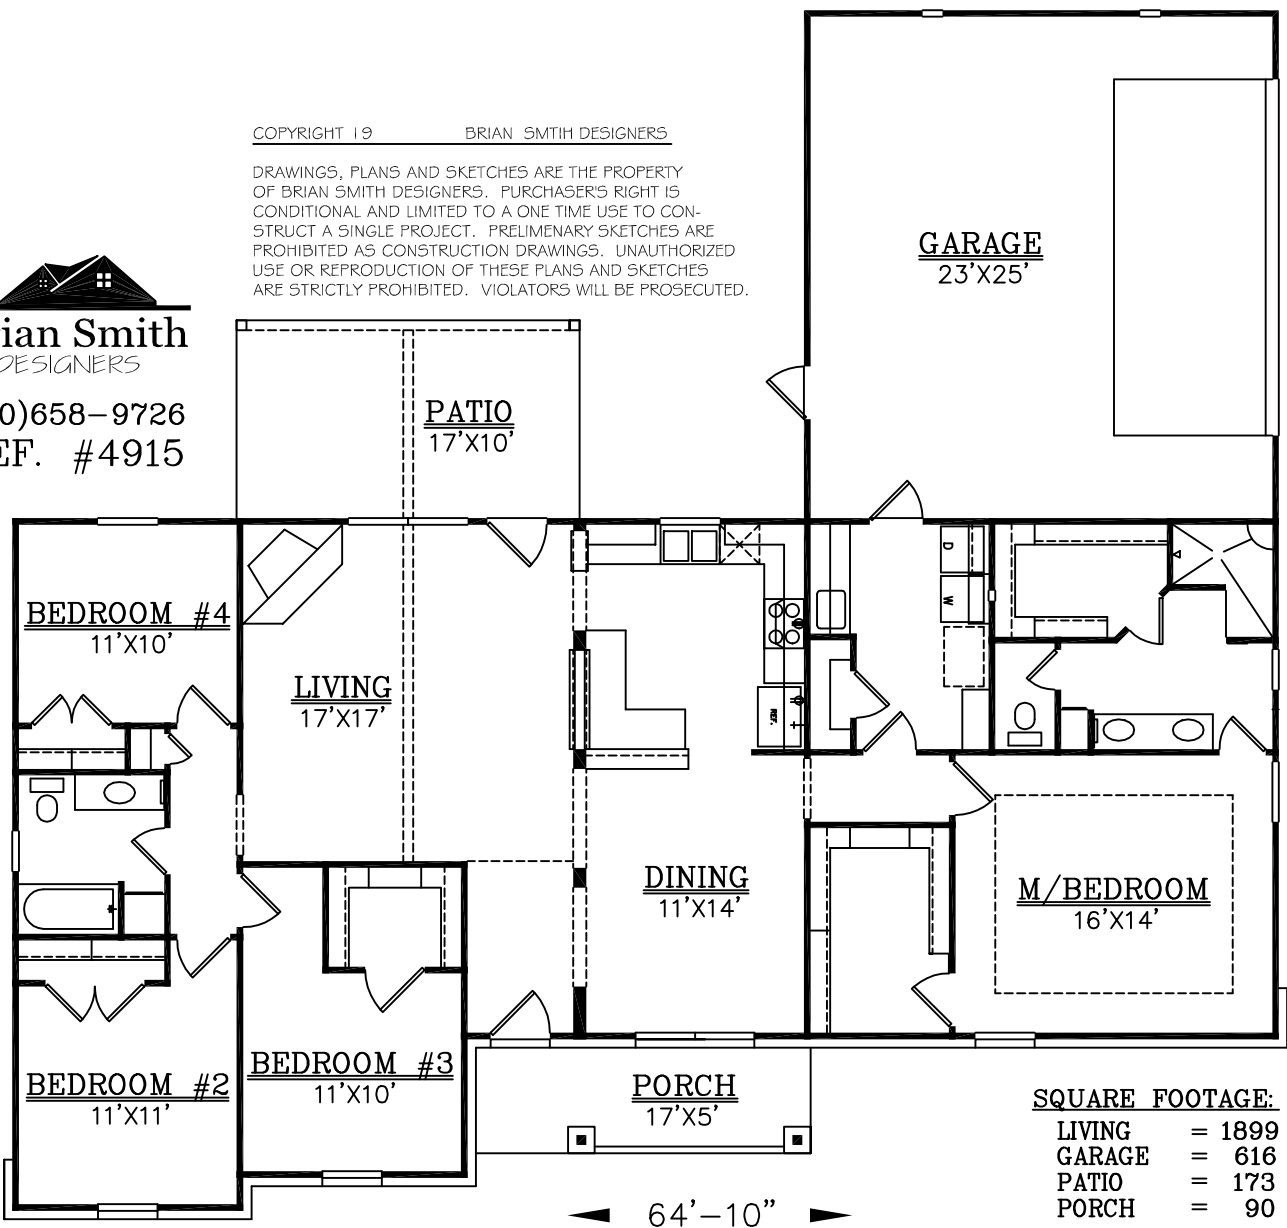 COPYRIGHT 19 BRIAN SMTIH DESIGNERS
DRAWINGS, PLANS AND SKETCHES ARE THE PROPERTY
OF BRIAN SMITH DESIGNERS. PURCHASER'S RIGHT IS
CONDITIONAL AND LIMITED TO A ONE TIME USE TO CON-
STRUCT A SINGLE PROJECT. PRELIMENARY SKETCHES ARE
PROHIBITED AS CONSTRUCTION DRAWINGS. UNAUTHORIZED
USE OR REPRODUCTION OF THESE PLANS AND SKETCHES
ARE STRICTLY PROHIBITED. VIOLATORS WILL BE PROSECUTED.
GARAGE
23'X25'
ian Smith
DESIGNERS
0)658-9726
EF. #4915
PATIO
17'X10'
BEDROOM #4
11'X10'
LIVING
17'X17'
D
W
REF.
DINING
11'X14'
M/BEDROOM
16'X14'
BEDROOM #3
11'X10'
BEDROOM #2
11'X11'
PORCH
17'X5'
SQUARE FOOTAGE:
LIVING = 1899
GARAGE = 616
PATIO = 173
PORCH = 90
64'-10"